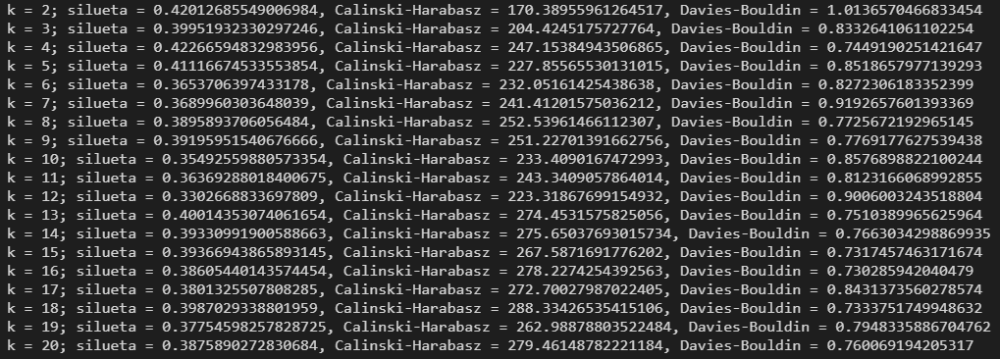 k = 2; silueta = 0.42012685549006984, Calinski-Harabasz = 170.38955961264517, Davies-Bouldin = 1.0136570466833454
k = 3; silueta = 0.39951932330297246, Calinski-Harabasz = 204.4245175727764, Davies-Bouldin = 0.8332641061102254
k = 4; silueta = 0.42266594832983956, Calinski-Harabasz = 247.15384943506865, Davies-Bouldin = 0.7449190251421647
k = 5; silueta = 0.41116674533553854, Calinski-Harabasz = 227.85565530131015, Davies-Bouldin = 0.8518657977139293
k = 6; silueta = 0.3653706397433178, Calinski-Harabasz = 232.05161425438638, Davies-Bouldin = 0.8272306183352399
k = 7; silueta = 0.3689960303648039, Calinski-Harabasz = 241.41201575036212, Davies-Bouldin = 0.9192657601393369
k = 8; silueta = 0.3895893706056484, Calinski-Harabasz = 252.53961466112307, Davies-Bouldin = 0.7725672192965145
k = 9; silueta = 0.39195951540676666, Calinski-Harabasz = 251.22701391662756, Davies-Bouldin = 0.7769177627539438
k = 10; silueta = 0.35492559880573354, Calinski-Harabasz = 233.4090167472993, Davies-Bouldin = 0.8576898822100244
k = 11; silueta = 0.36369288018400675, Calinski-Harabasz = 243.3409057864014, Davies-Bouldin = 0.8123166068992855
k = 12; silueta = 0.3302668833697809, Calinski-Harabasz = 223.31867699154932, Davies-Bouldin = 0.9006003243518804
k = 13; silueta = 0.40014353074061654, Calinski-Harabasz = 274.4531575825056, Davies-Bouldin = 0.7510389965625964
k = 14; silueta = 0.39330991900588663, Calinski-Harabasz = 275.65037693015734, Davies-Bouldin = 0.7663034298869935
k = 15; silueta = 0.39366943865893145, Calinski-Harabasz = 267.5871691776202, Davies-Bouldin = 0.7317457463171674
k = 16; silueta = 0.38605440143574454, Calinski-Harabasz = 278.2274254392563, Davies-Bouldin = 0.730285942040479
k = 17; silueta = 0.3801325507808285, Calinski-Harabasz = 272.70027987022405, Davies-Bouldin = 0.8431373560278574
k = 18; silueta = 0.3987029338801959, Calinski-Harabasz = 288.33426535415106, Davies-Bouldin = 0.7333751749948632
k = 19; silueta = 0.37754598257828725, Calinski-Harabasz = 262.98878803522484, Davies-Bouldin = 0.7948335886704762
k = 20; silueta = 0.3875890272830684, Calinski-Harabasz = 279.46148782221184, Davies-Bouldin = 0.760069194205317